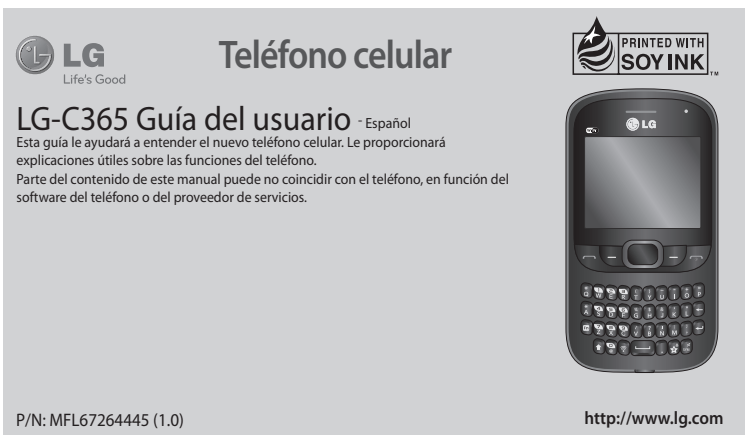 LG
Life's Good
Teléfono celular
PRINTED WITH
SOY INK™
LG-C365 Guía del usuario - Español
Esta guía le ayudará a entender el nuevo teléfono celular. Le proporcionará
explicaciones útiles sobre las funciones del teléfono.
Parte del contenido de este manual puede no coincidir con el teléfono, en función del
software del teléfono o del proveedor de servicios.
LG
P/N: MFL67264445 (1.0)
http://www.lg.com